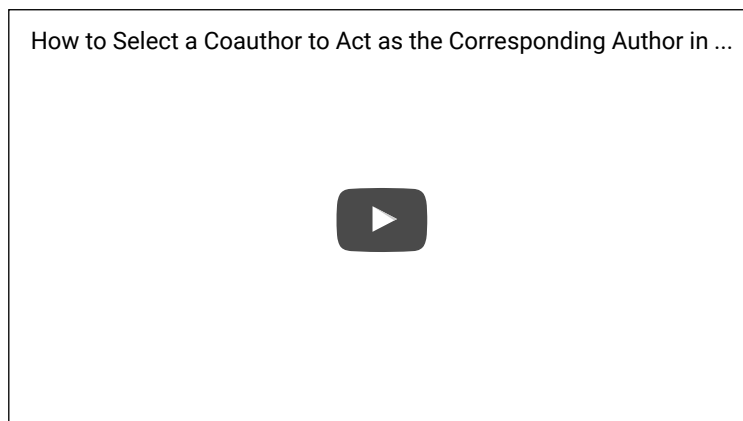 How to Select a Coauthor to Act as the Corresponding Author in ...